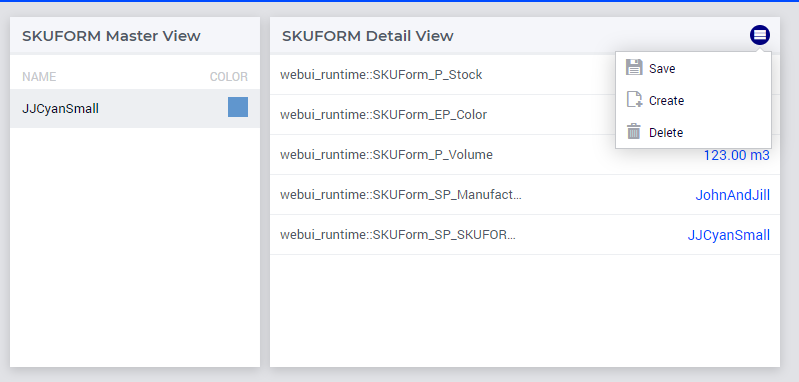 SKUFORM Master View
NAME COLOR
JJCyanSmall
SKUFORM Detail View
webui_runtime::SKUForm_P_Stock
webui_runtime::SKUForm_EP_Color
webui_runtime::SKUForm_P_Volume 123.00 m3
webui_runtime::SKUForm_SP_Manufact... JohnAndJill
webui_runtime::SKUForm_SP_SKUFOR... JJCyanSmall
Save
Create
Delete